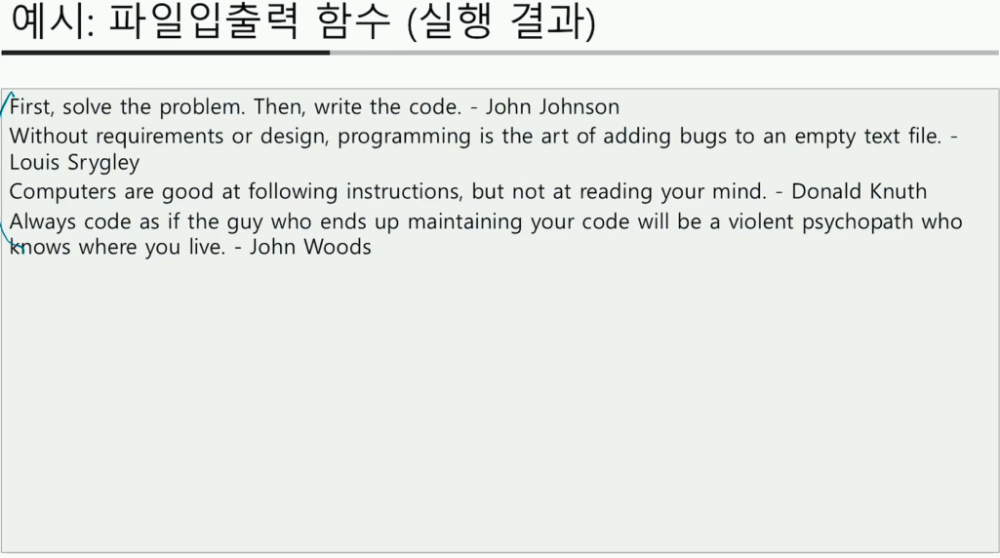 예시: 파일입출력 함수 (실행 결과)
First, solve the problem. Then, write the code. - John Johnson
Without requirements or design, programming is the art of adding bugs to an empty text file. -
Louis Srygley
Computers are good at following instructions, but not at reading your mind. - Donald Knuth
Always code as if the guy who ends up maintaining your code will be a violent psychopath who
knows where you live. - John Woods